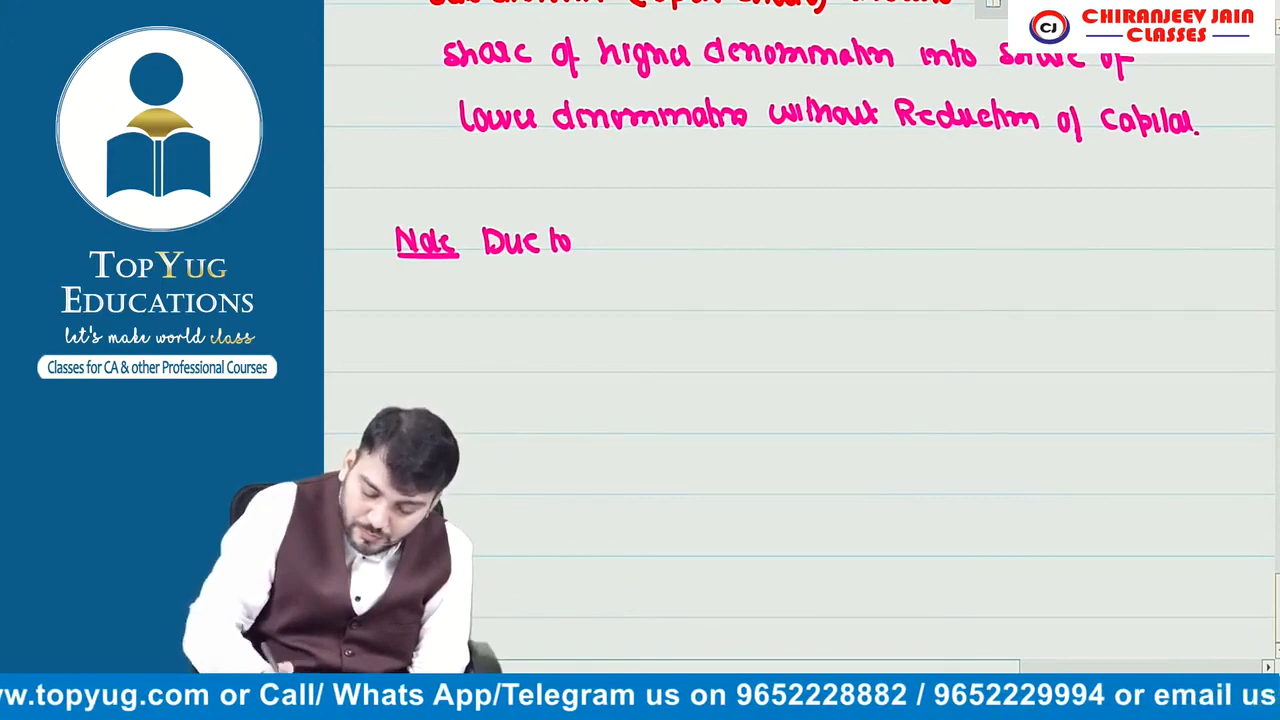 CHIRANJEEV JAIN
CLASSES
CJ
share of higher denomination into share of
lower denomination without Reduction of capital.
Note Due to
TOPYUG
EDUCATIONS
let's make world class
Classes for CA & other Professional Courses
w.topyug.com or Call/ Whats App/Telegram us on 9652228882 / 9652229994 or email us